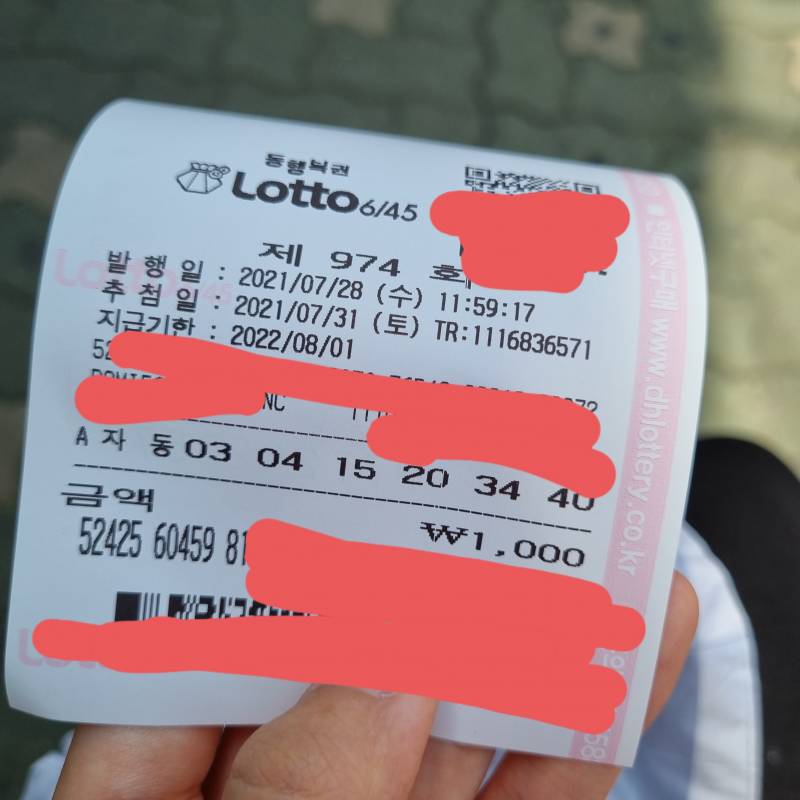 동행복권
Lotto 6/45
제 974 회
발 행 일 : 2021/07/28 (수) 11:59:17
추 첨 일 : 2021/07/31 (토) TR:1116836571
지급기한 : 2022/08/01
A 자 동 03 04 15 20 34 40
금액 ₩1,000
52425 60459 81
www.dhlottery.co.kr